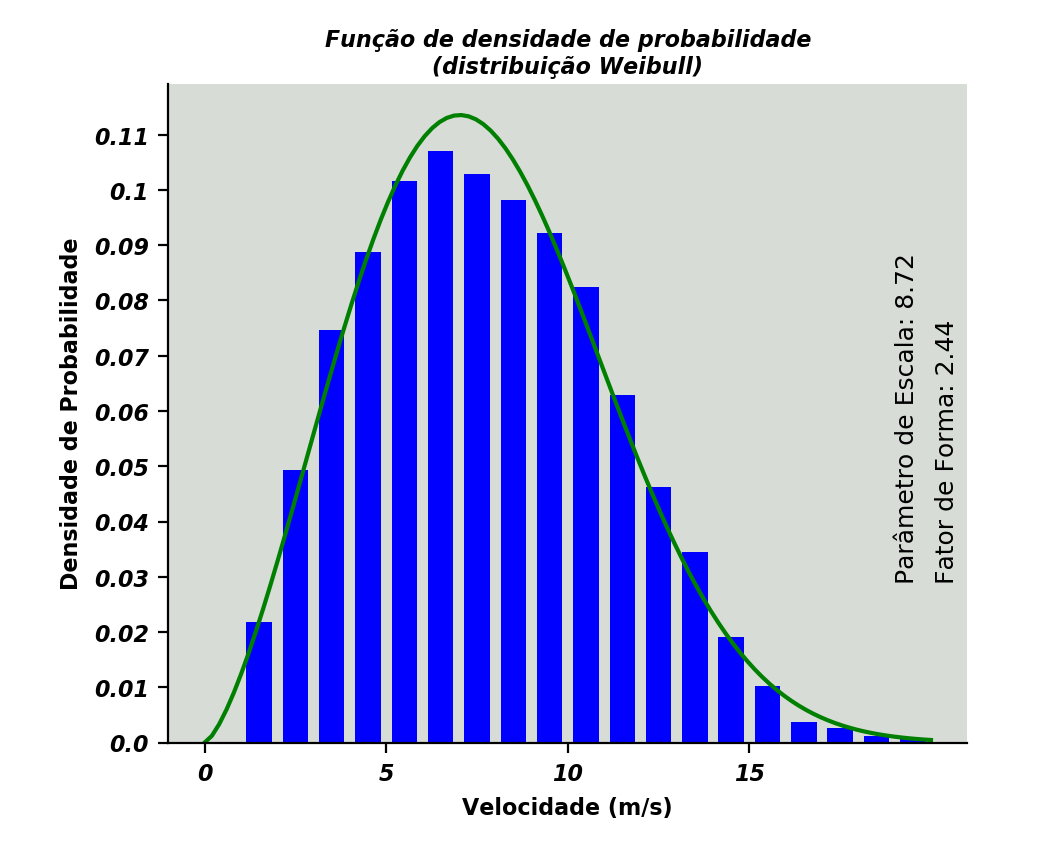 Função de densidade de probabilidade
(distribuição Weibull)
Densidade de Probabilidade
0.11
0.1
0.09
0.08
0.07
0.06
0.05
0.04
0.03
0.02
0.01
0.0
0
5
10
15
Velocidade (m/s)
Parâmetro de Escala: 8.72
Fator de Forma: 2.44